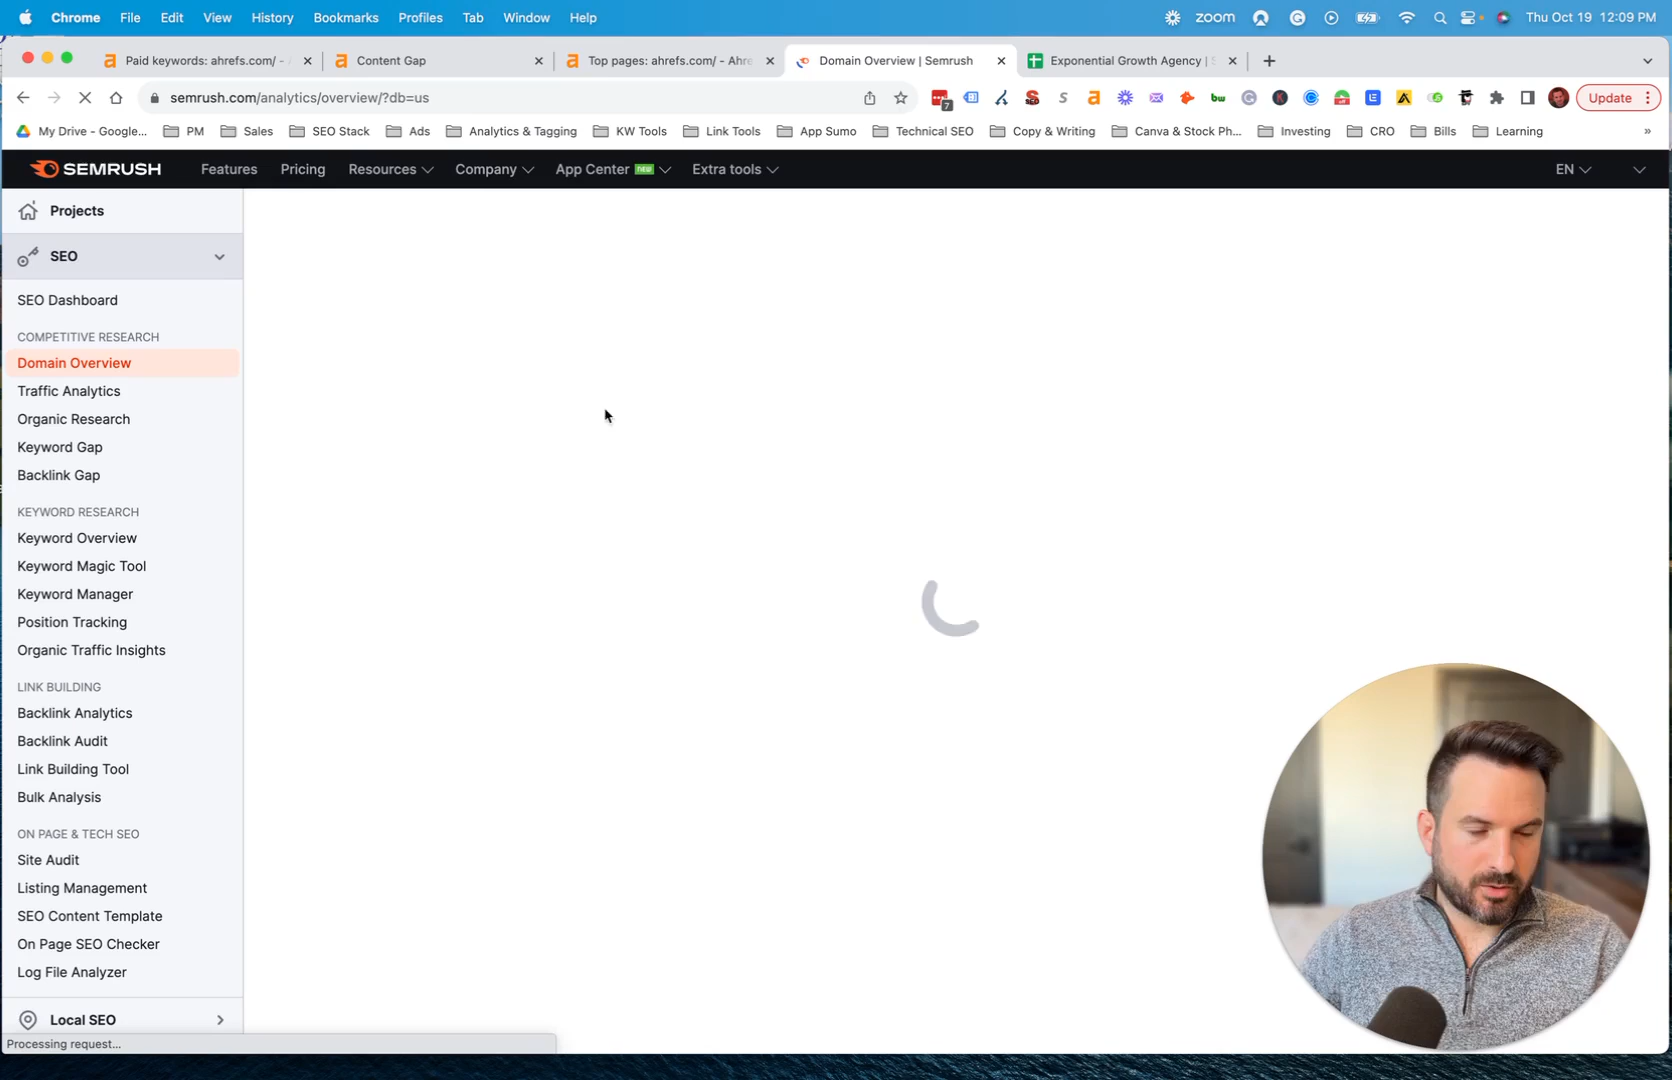 Chrome File Edit View History Bookmarks Profiles Tab Window Help zoom Thu Oct 19 12:09 PM
Paid keywords: ahrefs.com/ - Content Gap Top pages: ahrefs.com/ - Ahre Domain Overview | Semrush Exponential Growth Agency |
semrush.com/analytics/overview/?db=us 7 bw Update
My Drive - Google... PM Sales SEO Stack Ads Analytics & Tagging KW Tools Link Tools App Sumo Technical SEO Copy & Writing Canva & Stock Ph... Investing CRO Bills Learning »
SEMRUSH Features Pricing Resources Company App Center new Extra tools EN
Projects
SEO
SEO Dashboard
COMPETITIVE RESEARCH
Domain Overview
Traffic Analytics
Organic Research
Keyword Gap
Backlink Gap
KEYWORD RESEARCH
Keyword Overview
Keyword Magic Tool
Keyword Manager
Position Tracking
Organic Traffic Insights
LINK BUILDING
Backlink Analytics
Backlink Audit
Link Building Tool
Bulk Analysis
ON PAGE & TECH SEO
Site Audit
Listing Management
SEO Content Template
On Page SEO Checker
Log File Analyzer
Local SEO
Processing request...